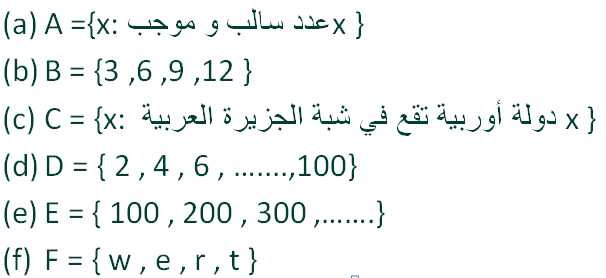 (a) A ={x: عدد سالب و موجب x }
(b) B = {3 ,6 ,9 ,12 }
(c) C = {x: دولة أوربية تقع في شبة الجزيرة العربية x }
(d) D = { 2 , 4 , 6 , .......,100}
(e) E = { 100 , 200 , 300 ,.......}
(f) F = { w , e , r , t }